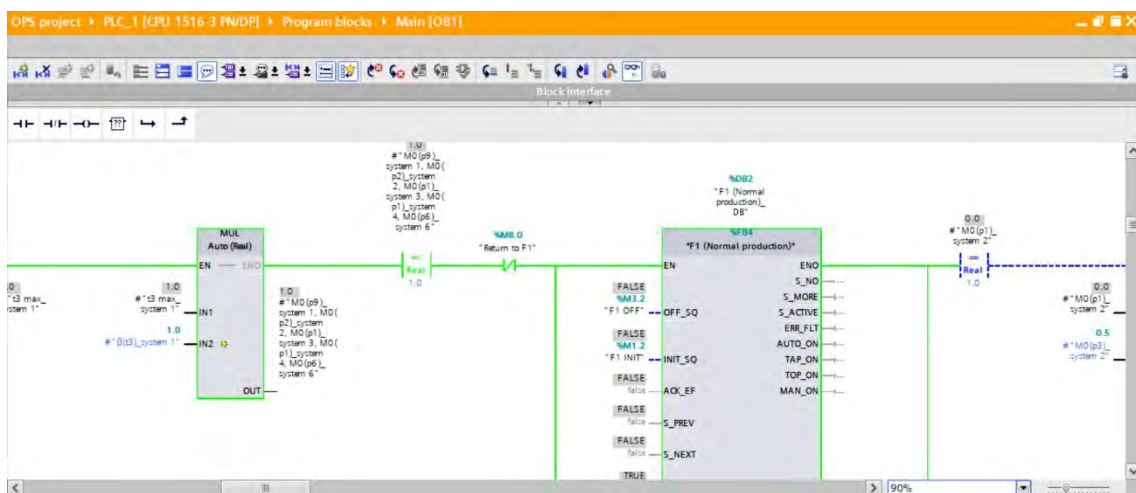 OPS project ▸ PLC_1 [CPU 1516-3 PN/DP] ▸ Program blocks ▸ Main [OB1]
Block interface
1.0
#"M0(p9)_
system 1, M0(
p2)_system
2, M0(p1)_
system 3, M0(
p1)_system
4, M0(p6)_
system 6"
==
Real
1.0
%M8.0
"Return to F1"
MUL
Auto (Real)
EN
ENO
1.0
#"t3 max_
system 1"
IN1
1.0
#"β(t3)_system 1"
IN2
OUT
1.0
#"M0(p9)_
system 1, M0(
p2)_system
2, M0(p1)_
system 3, M0(
p1)_system
4, M0(p6)_
system 6"
.0
"t3 max_
stem 1"
%DB2
"F1 (Normal
production)_
DB"
%FB4
"F1 (Normal production)"
EN
FALSE
%M3.2
"F1 OFF"
OFF_SQ
FALSE
%M1.2
"F1 INIT"
INIT_SQ
FALSE
false
ACK_EF
FALSE
false
S_PREV
FALSE
false
S_NEXT
TRUE
ENO
S_NO
S_MORE
S_ACTIVE
ERR_FLT
AUTO_ON
TAP_ON
TOP_ON
MAN_ON
0.0
#"M0(p1)_
system 2"
==
Real
1.0
0.0
#"M0(p1)_
system 2"
0.5
#"M0(p3)_
system 2"
90%